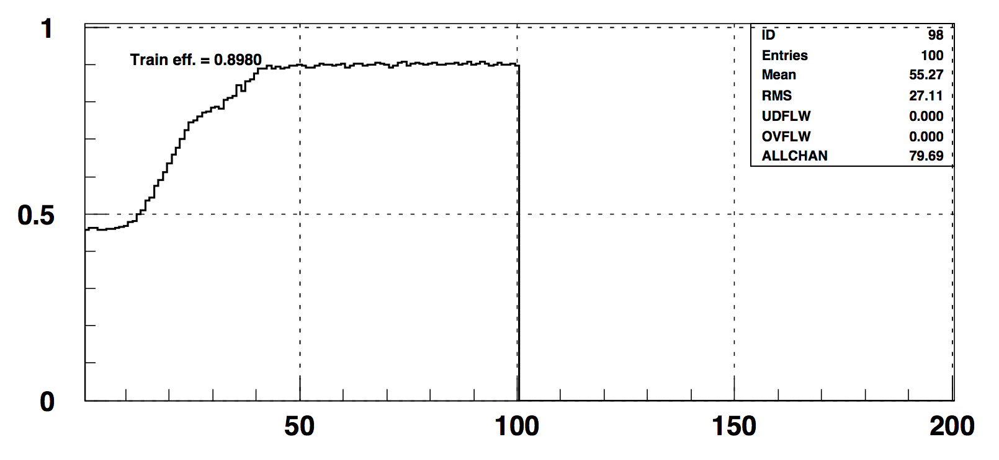 1
Train eff. = 0.8980
ID 98
Entries 100
Mean 55.27
RMS 27.11
UDFLW 0.000
OVFLW 0.000
ALLCHAN 79.69
0.5
0
50 100 150 200